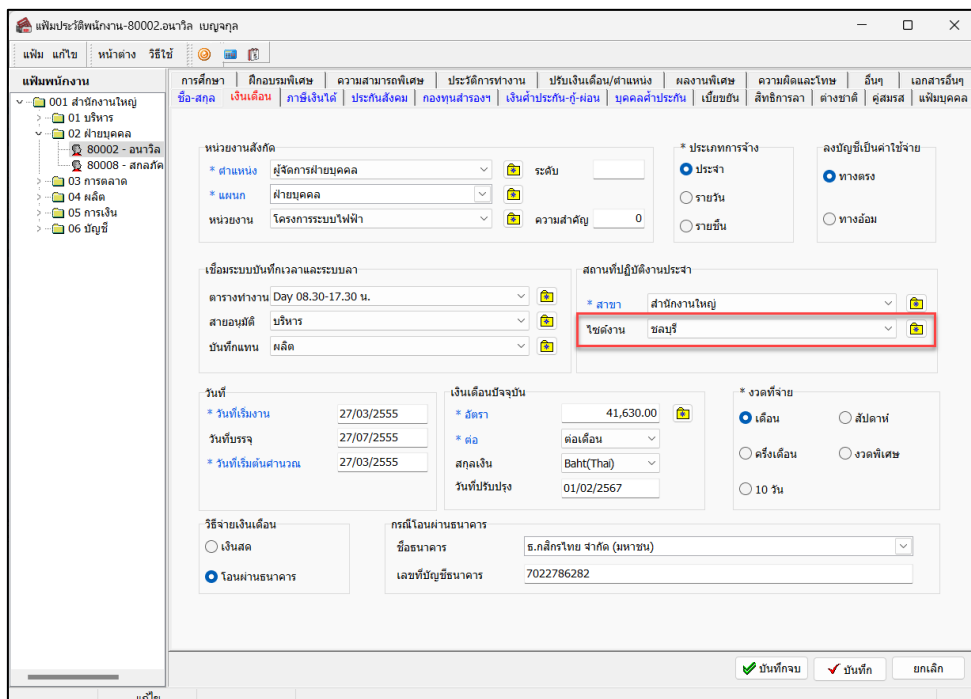 แฟ้มประวัติพนักงาน-80002.อนาวิล เบญจกุล
แฟ้ม แก้ไข หน้าต่าง วิธีใช้
แฟ้มพนักงาน
001 สำนักงานใหญ่
01 บริหาร
02 ฝ่ายบุคคล
80002 - อนาวิล
80008 - สกลภัค
03 การตลาด
04 ผลิต
05 การเงิน
06 บัญชี
การศึกษา ฝึกอบรมพิเศษ ความสามารถพิเศษ ประวัติการทำงาน ปรับเงินเดือน/ตำแหน่ง ผลงานพิเศษ ความผิดและโทษ อื่นๆ เอกสารอื่นๆ
ชื่อ-สกุล เงินเดือน ภาษีเงินได้ ประกันสังคม กองทุนสำรองฯ เงินค้ำประกัน-กู้-ผ่อน บุคคลค้ำประกัน เบี้ยขยัน สิทธิการลา ต่างชาติ คู่สมรส แฟ้มบุคคล
หน่วยงานสังกัด
* ตำแหน่ง ผู้จัดการฝ่ายบุคคล ระดับ
* แผนก ฝ่ายบุคคล
หน่วยงาน โครงการระบบไฟฟ้า ความสำคัญ 0
* ประเภทการจ้าง
ประจำ
รายวัน
รายชิ้น
ลงบัญชีเป็นค่าใช้จ่าย
ทางตรง
ทางอ้อม
เชื่อมระบบบันทึกเวลาและระบบลา
ตารางทำงาน Day 08.30-17.30 น.
สายอนุมัติ บริหาร
บันทึกแทน ผลิต
สถานที่ปฏิบัติงานประจำ
* สาขา สำนักงานใหญ่
ไซต์งาน ชลบุรี
วันที่
* วันที่เริ่มงาน 27/03/2555
วันที่บรรจุ 27/07/2555
* วันที่เริ่มต้นคำนวณ 27/03/2555
เงินเดือนปัจจุบัน
* อัตรา 41,630.00
* ต่อ ต่อเดือน
สกุลเงิน Baht(Thai)
วันที่ปรับปรุง 01/02/2567
* งวดที่จ่าย
เดือน สัปดาห์
ครึ่งเดือน งวดพิเศษ
10 วัน
วิธีจ่ายเงินเดือน
เงินสด
โอนผ่านธนาคาร
กรณีโอนผ่านธนาคาร
ชื่อธนาคาร ธ.กสิกรไทย จำกัด (มหาชน)
เลขที่บัญชีธนาคาร 7022786282
บันทึกจบ บันทึก ยกเลิก
แก้ไข